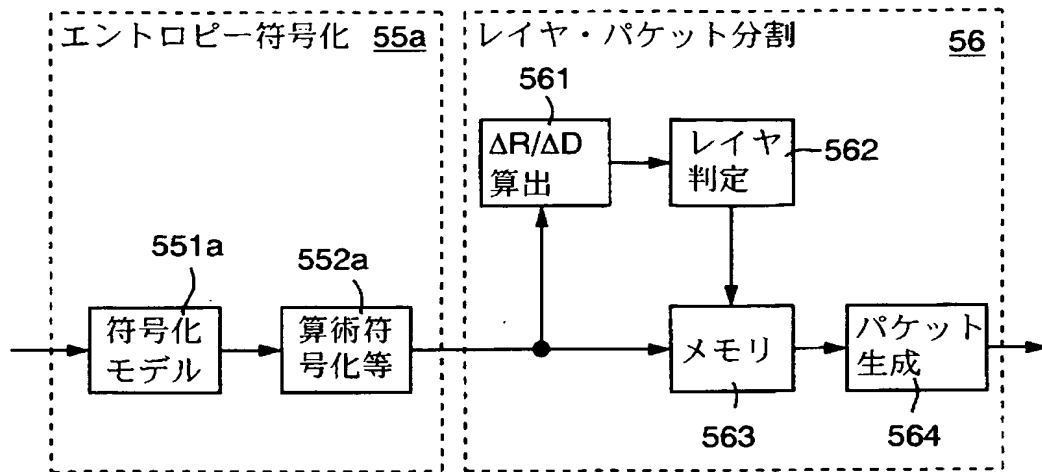 エントロピー符号化 55a
レイヤ・パケット分割 56
561
ΔR/ΔD
算出
レイヤ
判定
562
551a
符号化
モデル
552a
算術符
号化等
メモリ
563
パケット
生成
564